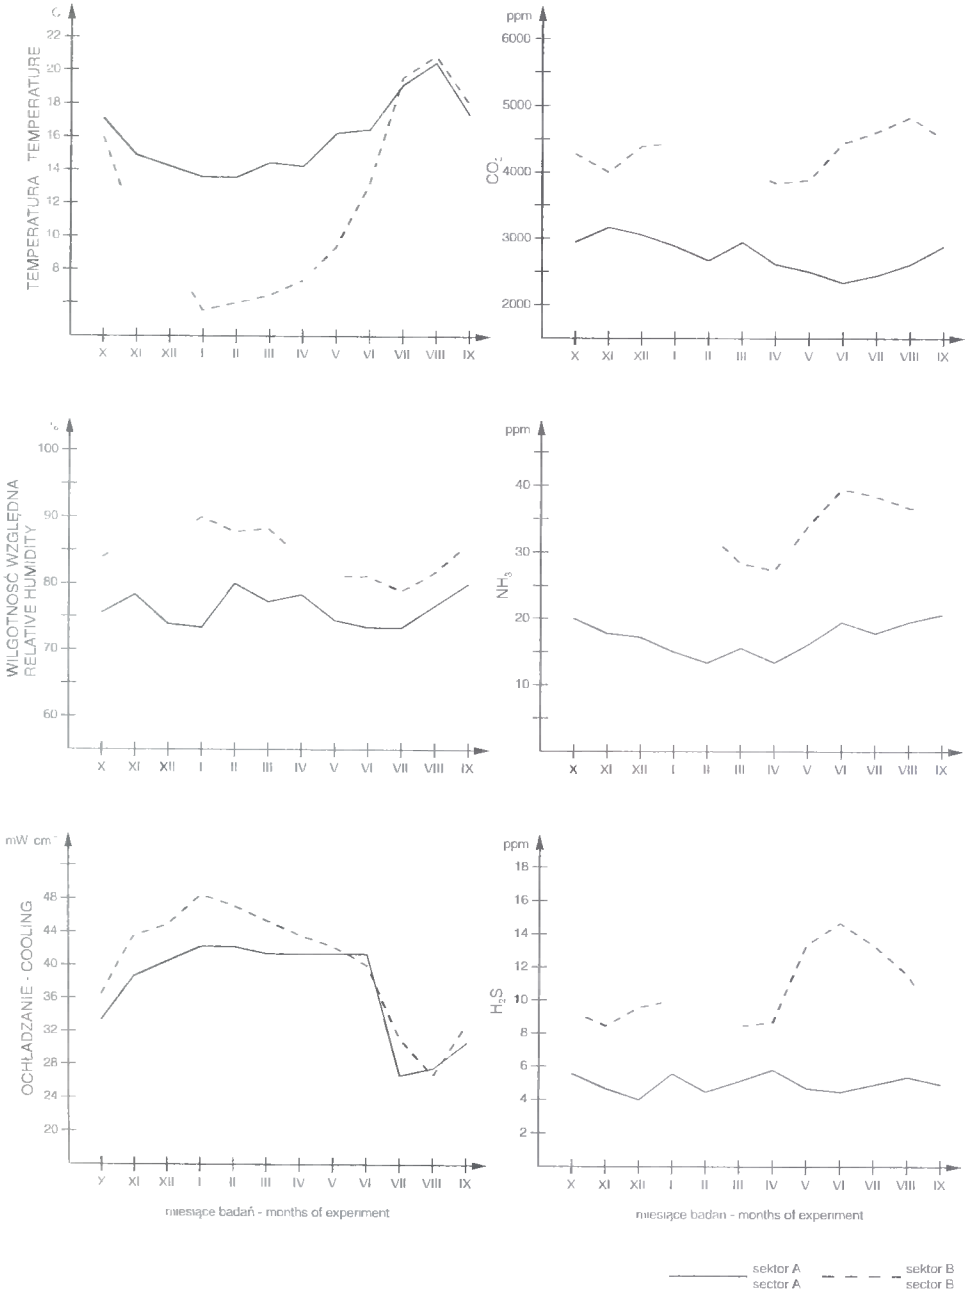 C
22
20
18
16
14
12
10
8
TEMPERATURA - TEMPERATURE
X XI XII I II III IV V VI VII VIII IX
ppm
6000
5000
4000
3000
2000
CO₂
X XI XII I II III IV V VI VII VIII IX
100
90
80
70
60
WILGOTNOŚĆ WZGLĘDNA
RELATIVE HUMIDITY
X XI XII I II III IV V VI VII VIII IX
ppm
40
30
20
10
NH₃
X XI XII I II III IV V VI VII VIII IX
mW cm
48
44
40
36
32
28
24
20
OCHŁADZANIE - COOLING
X XI XII I II III IV V VI VII VIII IX
miesiące badań - months of experiment
ppm
18
16
14
12
10
8
6
4
2
H₂S
X XI XII I II III IV V VI VII VIII IX
miesiące badań - months of experiment
sektor A
sector A
sektor B
sector B